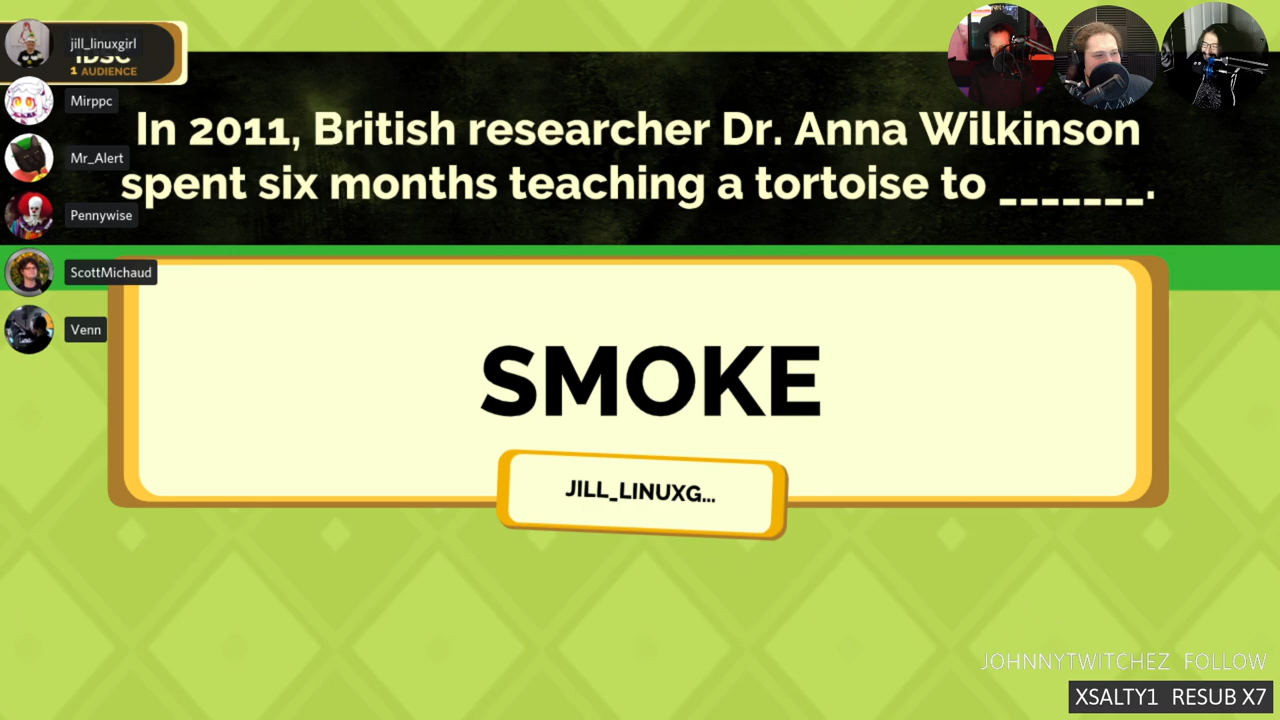 jill_linuxgirl
1 AUDIENCE
Mirppc
Mr_Alert
Pennywise
ScottMichaud
Venn
In 2011, British researcher Dr. Anna Wilkinson
spent six months teaching a tortoise to _______.
SMOKE
JILL_LINUXG...
JOHNNYTWITCHEZ FOLLOW
XSALTY1 RESUB X7